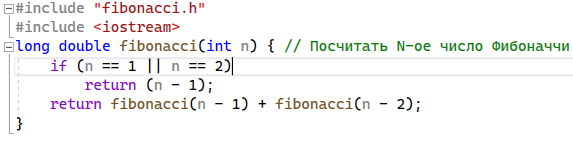 #include "fibonacci.h"
#include <iostream>
long double fibonacci(int n) { // Посчитать N-ое число Фибоначчи
    if (n == 1 || n == 2)
        return (n - 1);
    return fibonacci(n - 1) + fibonacci(n - 2);
}